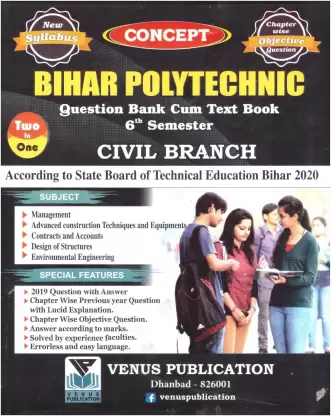 New
Syllabus
CONCEPT
Chapter
wise
Objective
Question
BIHAR POLYTECHNIC
Question Bank Cum Text Book
6th Semester
Two
in
One
CIVIL BRANCH
According to State Board of Technical Education Bihar 2020
SUBJECT
Management
Advanced construction Techniques and Equipments
Contracts and Accounts
Design of Structures
Environmental Engineering
SPECIAL FEATURES
2019 Question with Answer
Chapter Wise Previous year Question
with Lucid Explanation.
Chapter Wise Objective Question.
Answer according to marks.
Solved by experience faculties.
Errorless and easy language.
VENUS
PUBLICATION
VENUS PUBLICATION
Dhanbad - 826001
f venuspublication